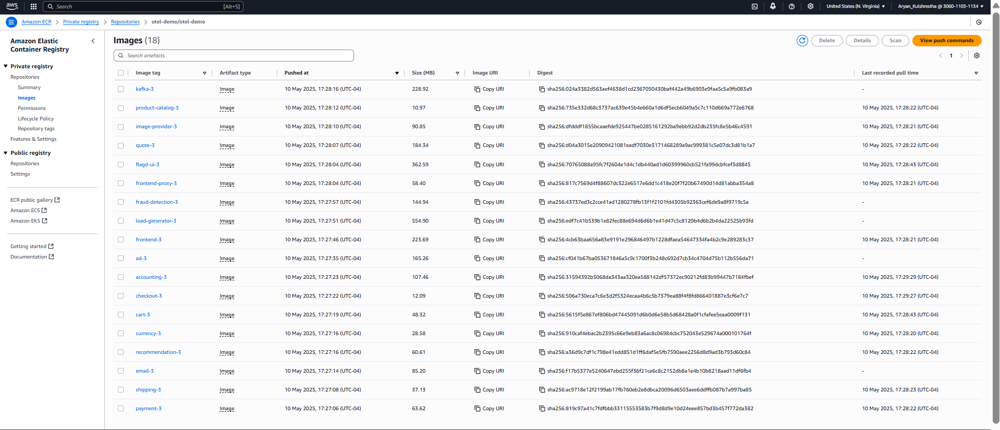 aws Search [Alt+S] United States (N. Virginia) Aryan_Kulshrestha @ 3060-1103-1134
Amazon ECR > Private registry > Repositories > otel-demo/otel-demo
Amazon Elastic
Container Registry
Private registry
Repositories
Summary
Images
Permissions
Lifecycle Policy
Repository tags
Features & Settings
Public registry
Repositories
Settings
ECR public gallery
Amazon ECS
Amazon EKS
Getting started
Documentation
Images (18) Delete Details Scan View push commands
Search artefacts 1
Image tag Artifact type Pushed at Size (MB) Image URI Digest Last recorded pull time
kafka-3 Image 10 May 2025, 17:28:16 (UTC-04) 228.92 Copy URI sha256:024a3382d563aef4638d1cd2367050430baf442a49b6903e9faa5c5a9fb083a9 -
product-catalog-3 Image 10 May 2025, 17:28:12 (UTC-04) 10.97 Copy URI sha256:735e332d68c3737ac639e45b4e660a1d6df5ecb6049a5c7c110d669a772e6768 10 May 2025, 17:28:22 (UTC-04)
image-provider-3 Image 10 May 2025, 17:28:10 (UTC-04) 90.85 Copy URI sha256:dfdddf1855bcaaefde925447be0285161292ba9ebb92d2db235fc8e5b46c4591 10 May 2025, 17:28:21 (UTC-04)
quote-3 Image 10 May 2025, 17:28:07 (UTC-04) 184.34 Copy URI sha256:d04a3015e20909421081eadf7030e3171468289a9ac999381c5e07dc3d81b1a7 10 May 2025, 17:28:22 (UTC-04)
flagd-ui-3 Image 10 May 2025, 17:28:04 (UTC-04) 362.59 Copy URI sha256:70765088a95fc7f2604e1d4c1db440ad1d60399960cb521fa99dcbfcef3d8845 10 May 2025, 17:28:43 (UTC-04)
frontend-proxy-3 Image 10 May 2025, 17:28:04 (UTC-04) 58.40 Copy URI sha256:817c7569d4f88607dc322e6517e6dd1c418e20f7f20b67490d14d81abba354a8 10 May 2025, 17:28:21 (UTC-04)
fraud-detection-3 Image 10 May 2025, 17:27:57 (UTC-04) 144.94 Copy URI sha256:43737ed3c2cce41ad1280278fb13f1f2101fd4305b92363cef6de9a8f9719c5a -
load-generator-3 Image 10 May 2025, 17:27:51 (UTC-04) 554.90 Copy URI sha256:edf7c41b539b1e82fec88e694d6d6b1e41d47c5c8120b4d6b2b4da22525b93fd -
frontend-3 Image 10 May 2025, 17:27:46 (UTC-04) 223.69 Copy URI sha256:4cb63baa656a83e9191e296846497b1228dfaea54647334fa4b2c9e289283c37 10 May 2025, 17:28:21 (UTC-04)
ad-3 Image 10 May 2025, 17:27:35 (UTC-04) 165.26 Copy URI sha256:cf041b67ba053671846a5c9c1700f3b248c692d7cb34c4704d75b112b556da71 -
accounting-3 Image 10 May 2025, 17:27:23 (UTC-04) 107.46 Copy URI sha256:31594392b5068da343aa320ea588142df57372ec90212fd83b99447b7184fbef 10 May 2025, 17:29:29 (UTC-04)
checkout-3 Image 10 May 2025, 17:27:22 (UTC-04) 12.09 Copy URI sha256:506a730eca7c6e3d2f5324ecaa4b6c5b7379ea88f4f8fd866401887e3cf6e7c7 10 May 2025, 17:29:27 (UTC-04)
cart-3 Image 10 May 2025, 17:27:19 (UTC-04) 48.32 Copy URI sha256:5615f5e867ef806bd47445091d6b0d6e58b5d68428a0f1cfafee5eaa0009f131 10 May 2025, 17:28:43 (UTC-04)
currency-3 Image 10 May 2025, 17:27:16 (UTC-04) 28.58 Copy URI sha256:910caf4ebac2b2395c66e9eb83a6ac8c06984cbc752043e529674a000101764f 10 May 2025, 17:28:20 (UTC-04)
recommendation-3 Image 10 May 2025, 17:27:16 (UTC-04) 60.61 Copy URI sha256:a36d9c7df1c798e41edd851d1ff6daf5e5fb7590aee2256d8d9ad3b793d60c84 10 May 2025, 17:28:22 (UTC-04)
email-3 Image 10 May 2025, 17:27:14 (UTC-04) 85.20 Copy URI sha256:f17b5377e5240647ebd255f36f21ce6c8c2152db8a1e4b10b8218aad11df6fb4 -
shipping-3 Image 10 May 2025, 17:27:08 (UTC-04) 37.13 Copy URI sha256:ac9718e12f2199ab17fb760eb2e8dbca20096d6503aee6ddffb087b7a997ba85 10 May 2025, 17:28:23 (UTC-04)
payment-3 Image 10 May 2025, 17:27:06 (UTC-04) 63.62 Copy URI sha256:819c97a41c7fdfbbb33115553583b7f9d8d9e10d24eee857bd3b457f772da382 10 May 2025, 17:28:22 (UTC-04)